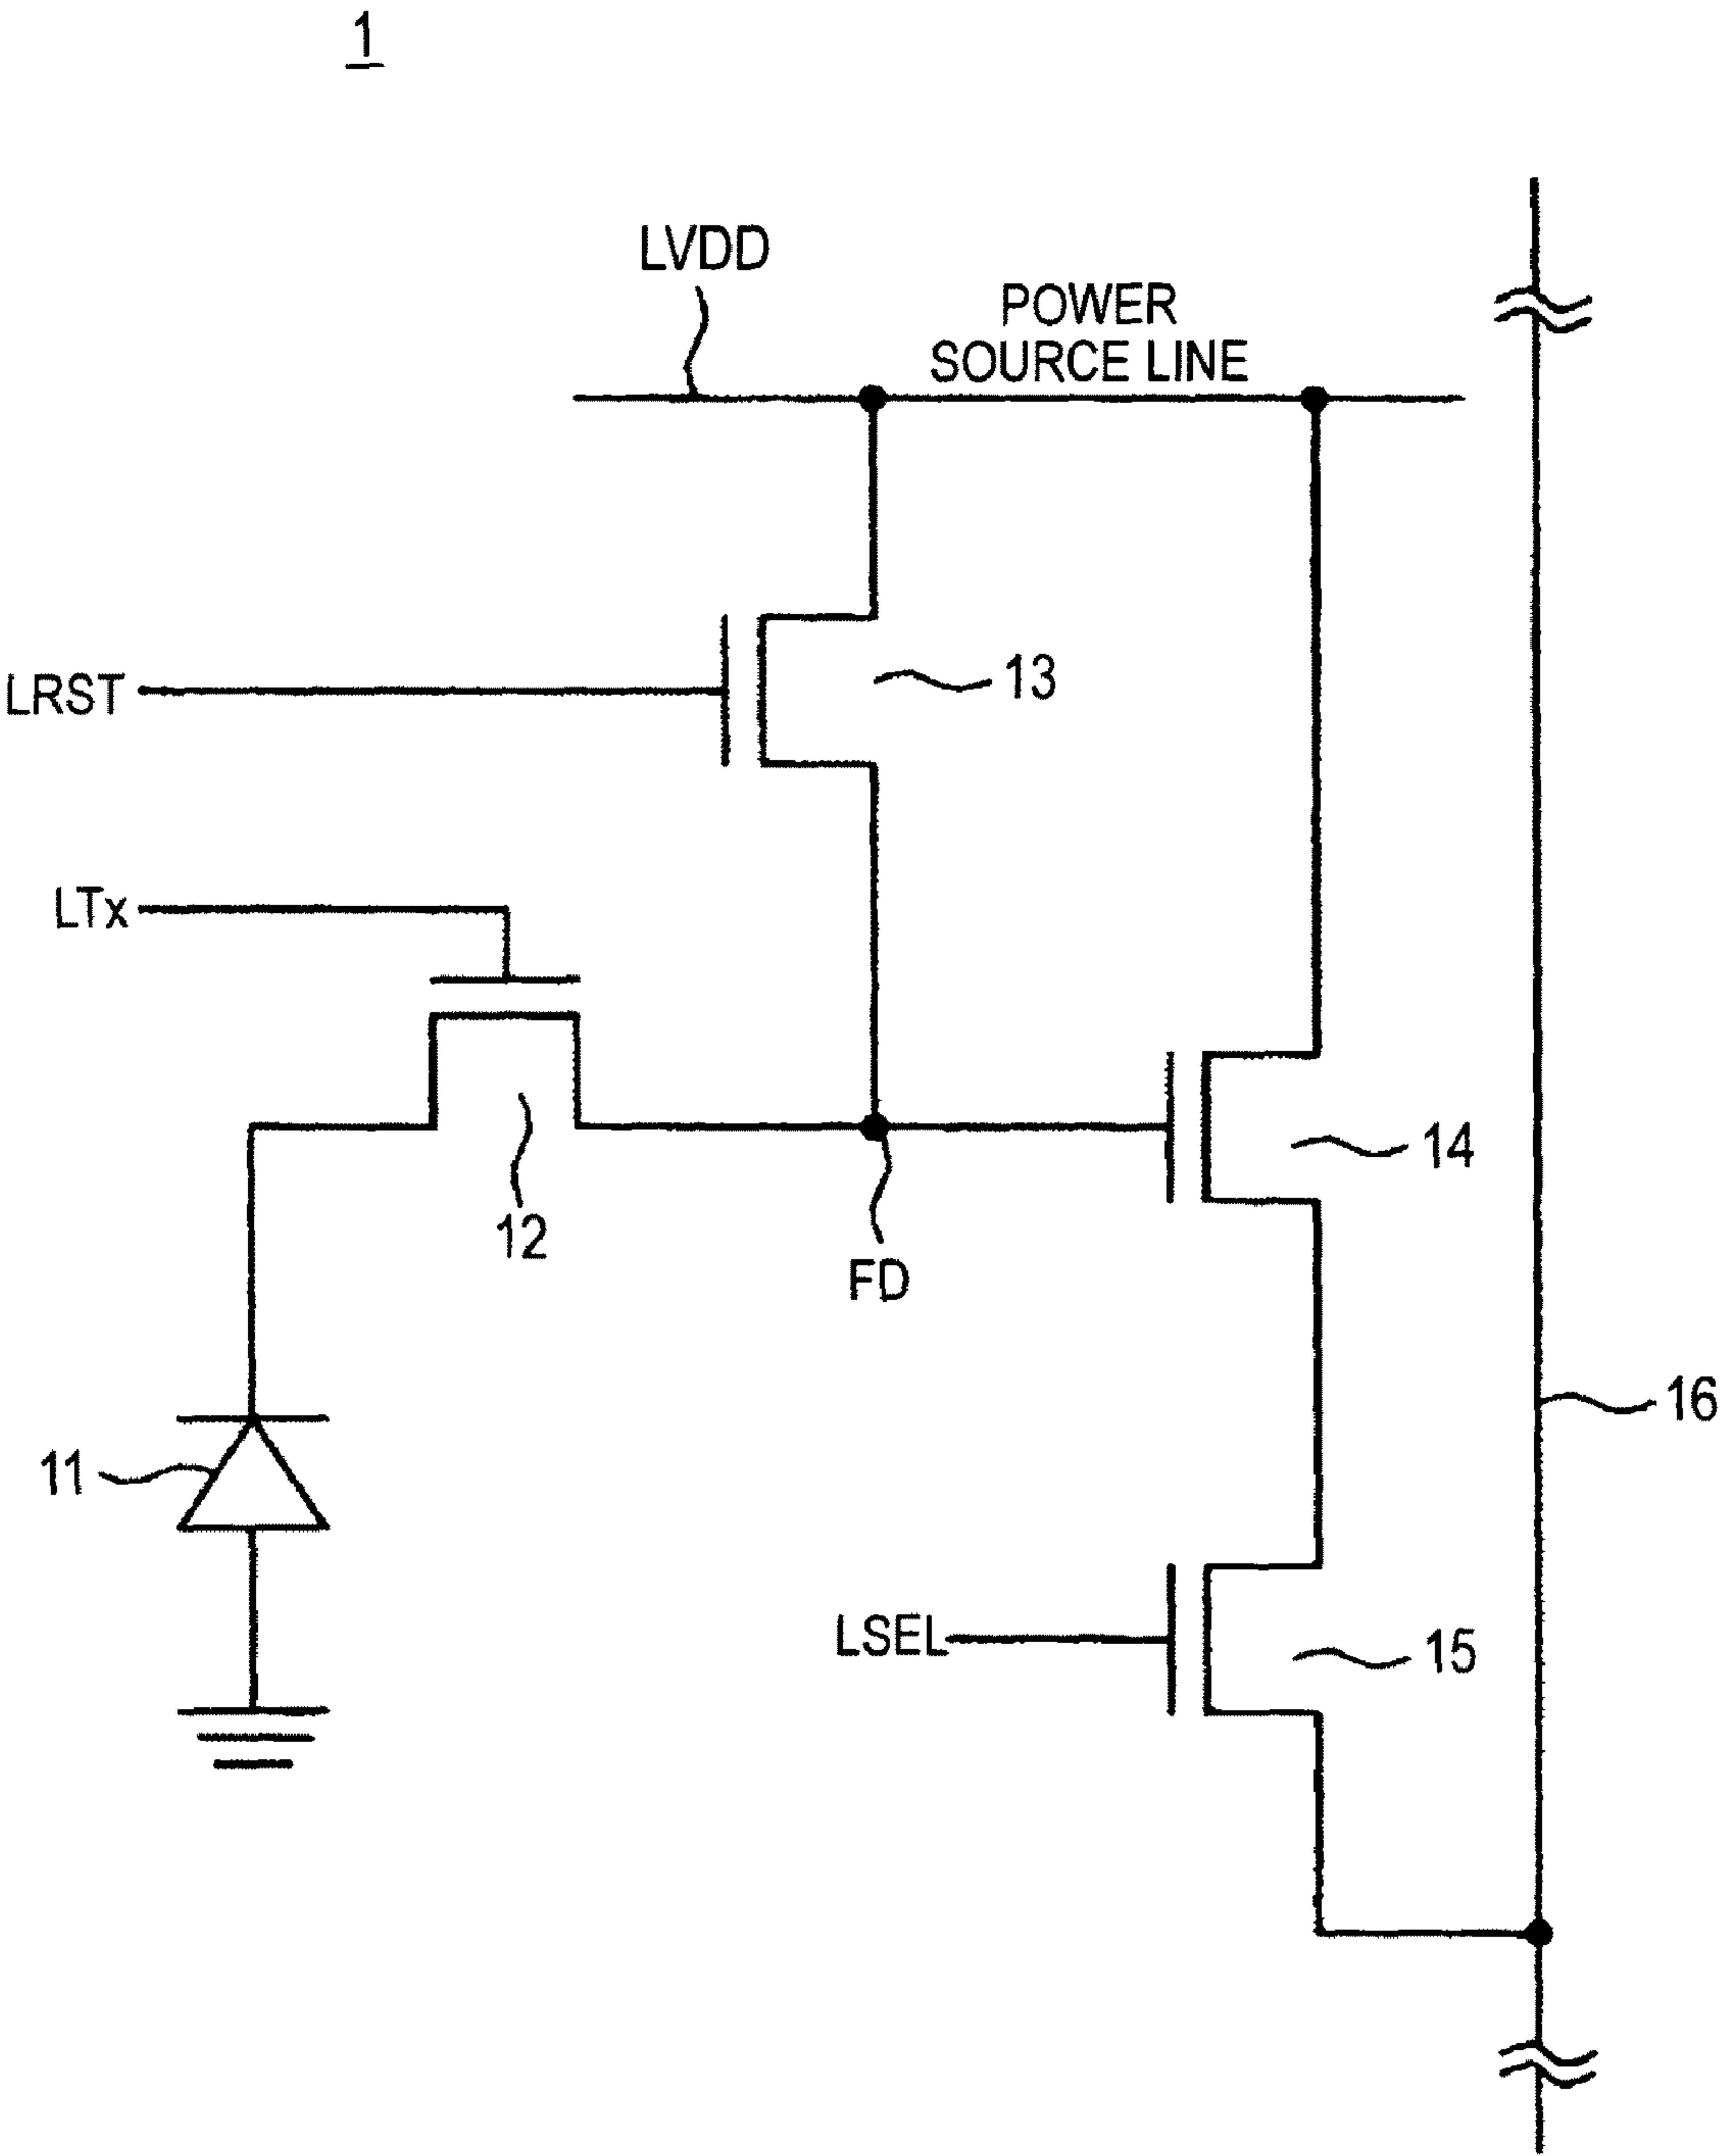 1
LVDD
POWER
SOURCE LINE
LRST
13
LTx
12
14
FD
16
11
LSEL
15